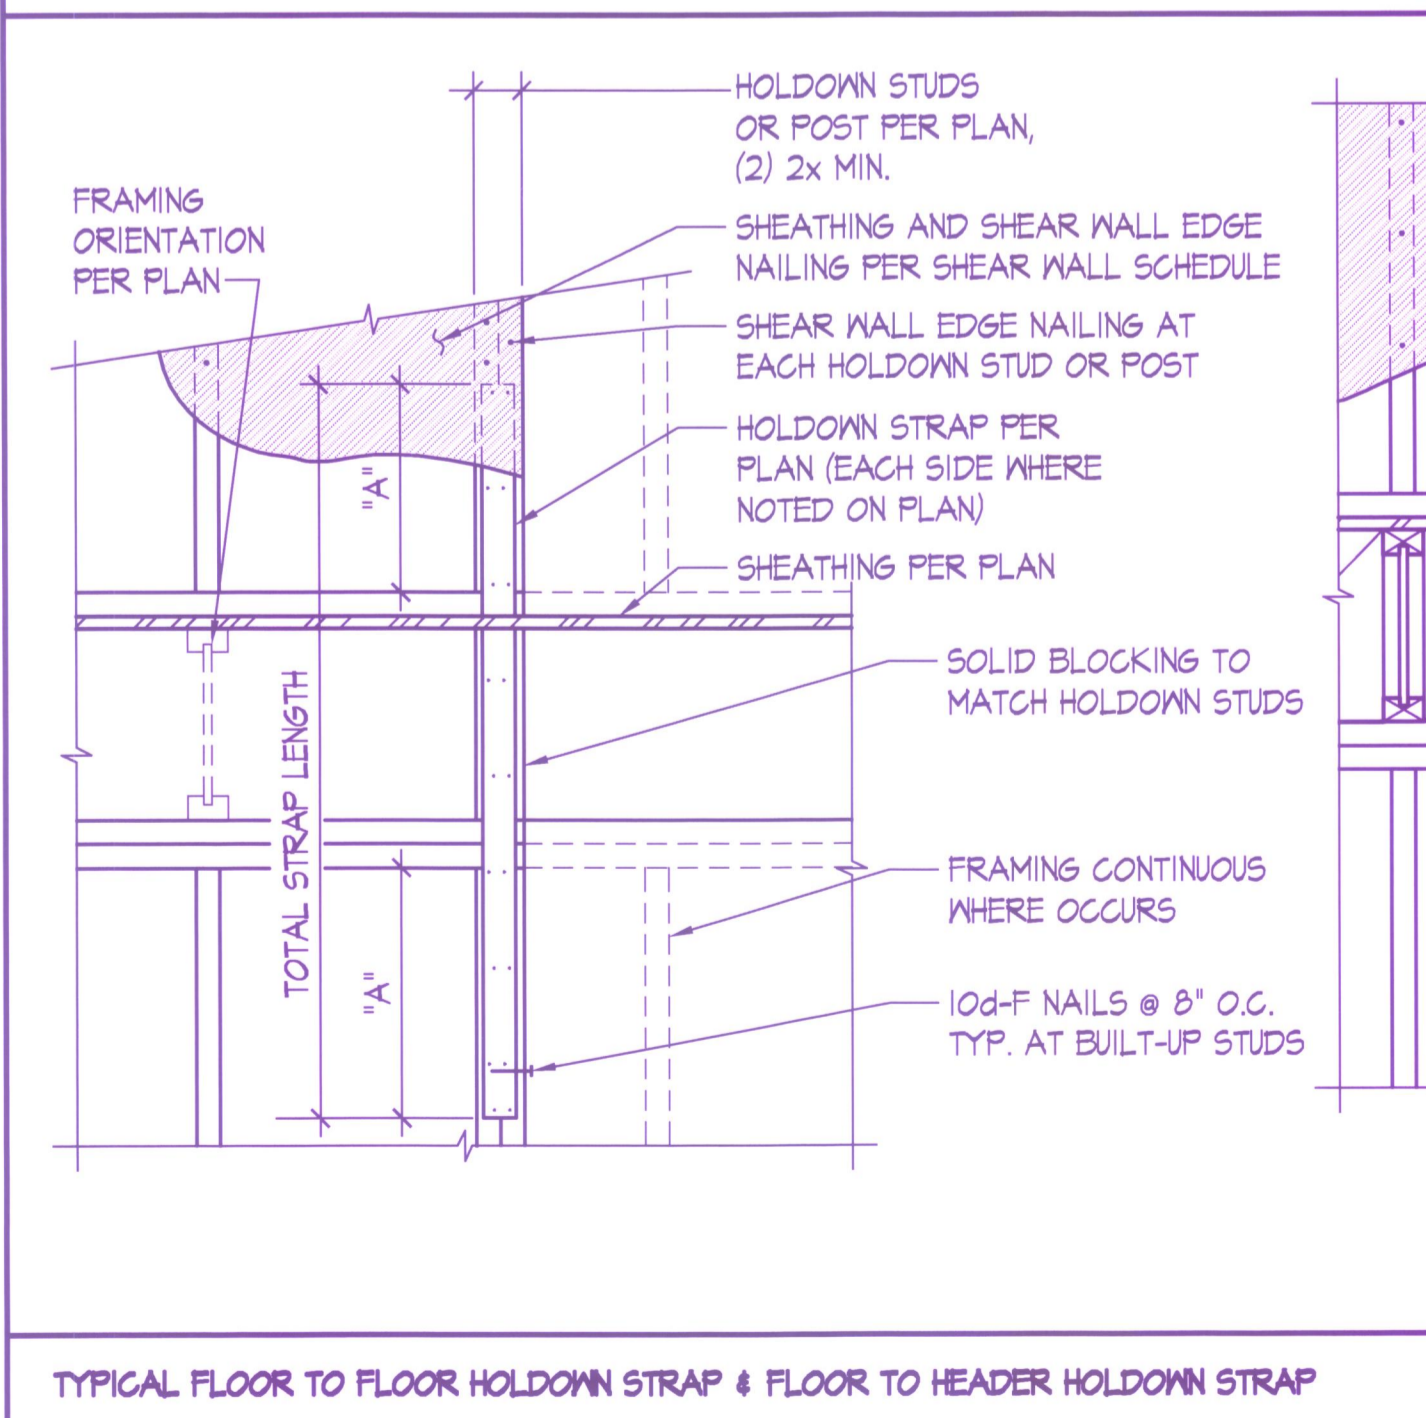 HOLDOWN STUDS
OR POST PER PLAN,
(2) 2x MIN.
FRAMING
ORIENTATION
PER PLAN
SHEATHING AND SHEAR WALL EDGE
NAILING PER SHEAR WALL SCHEDULE
SHEAR WALL EDGE NAILING AT
EACH HOLDOWN STUD OR POST
HOLDOWN STRAP PER
PLAN (EACH SIDE WHERE
NOTED ON PLAN)
"A"
SHEATHING PER PLAN
SOLID BLOCKING TO
MATCH HOLDOWN STUDS
TOTAL STRAP LENGTH
FRAMING CONTINUOUS
WHERE OCCURS
"A"
10d-F NAILS @ 8" O.C.
TYP. AT BUILT-UP STUDS
TYPICAL FLOOR TO FLOOR HOLDOWN STRAP & FLOOR TO HEADER HOLDOWN STRAP